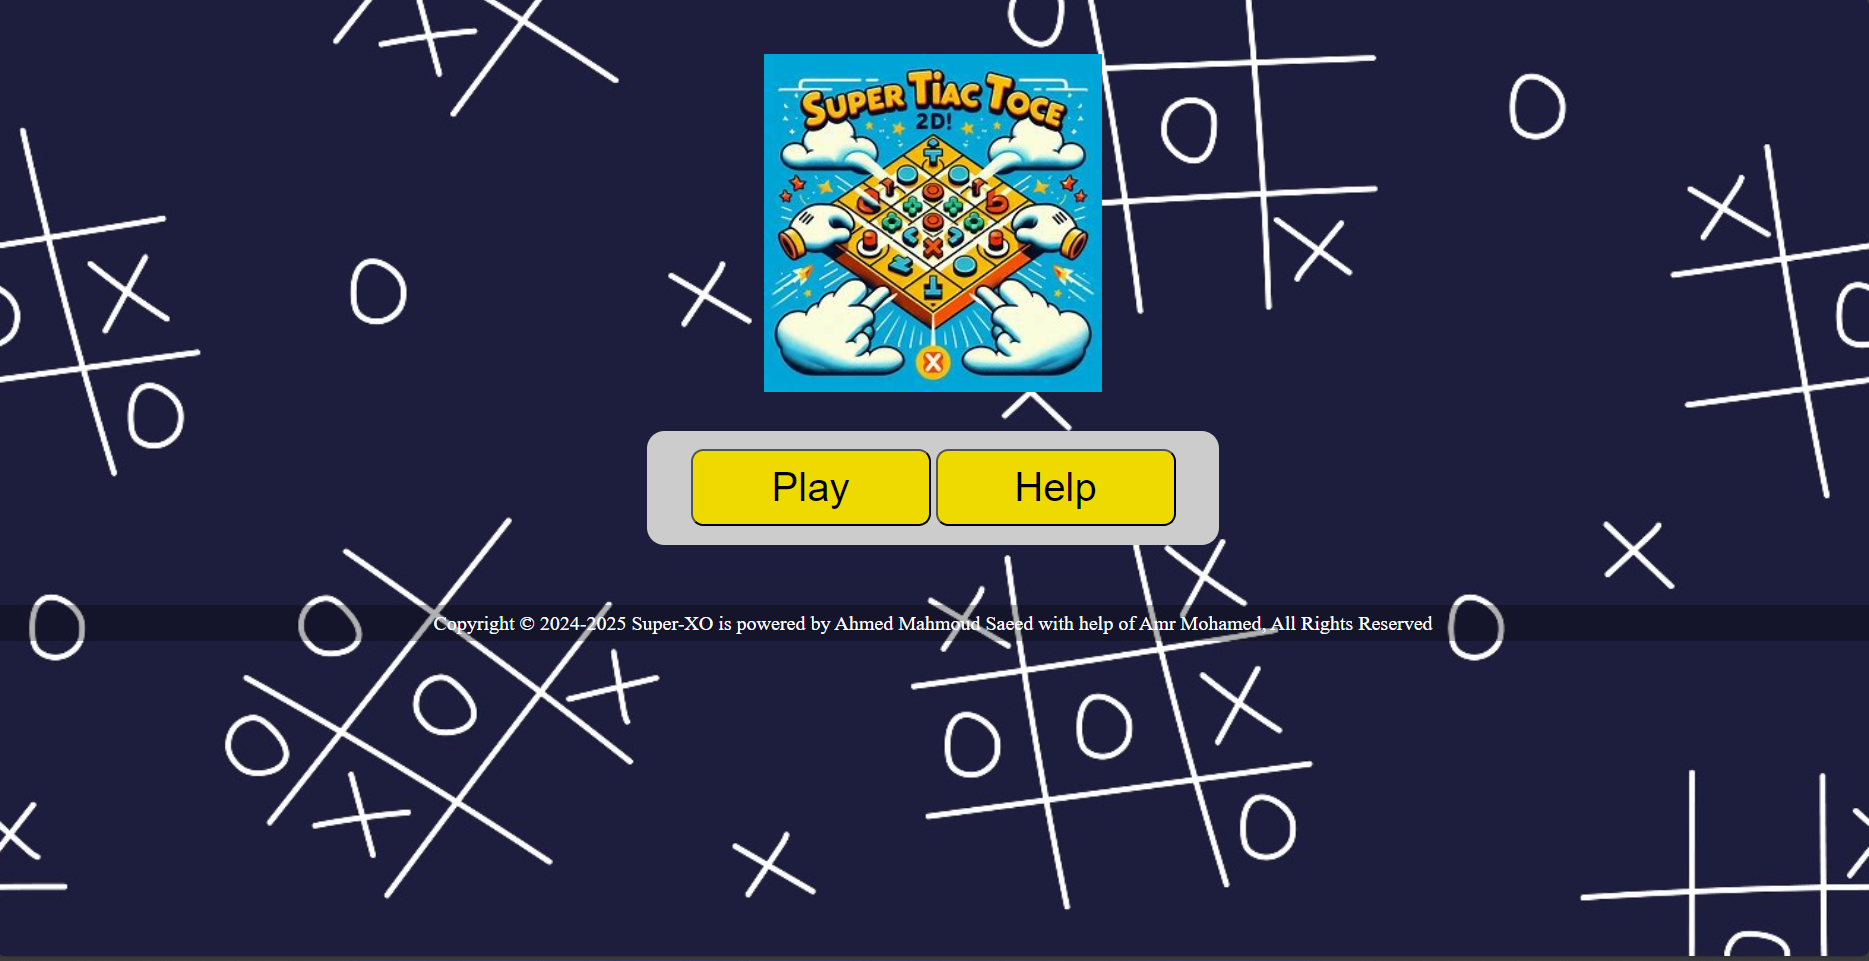 SUPER TIAC TOCE
2D!
Play
Help
Copyright © 2024-2025 Super-XO is powered by Ahmed Mahmoud Saeed with help of Amr Mohamed, All Rights Reserved